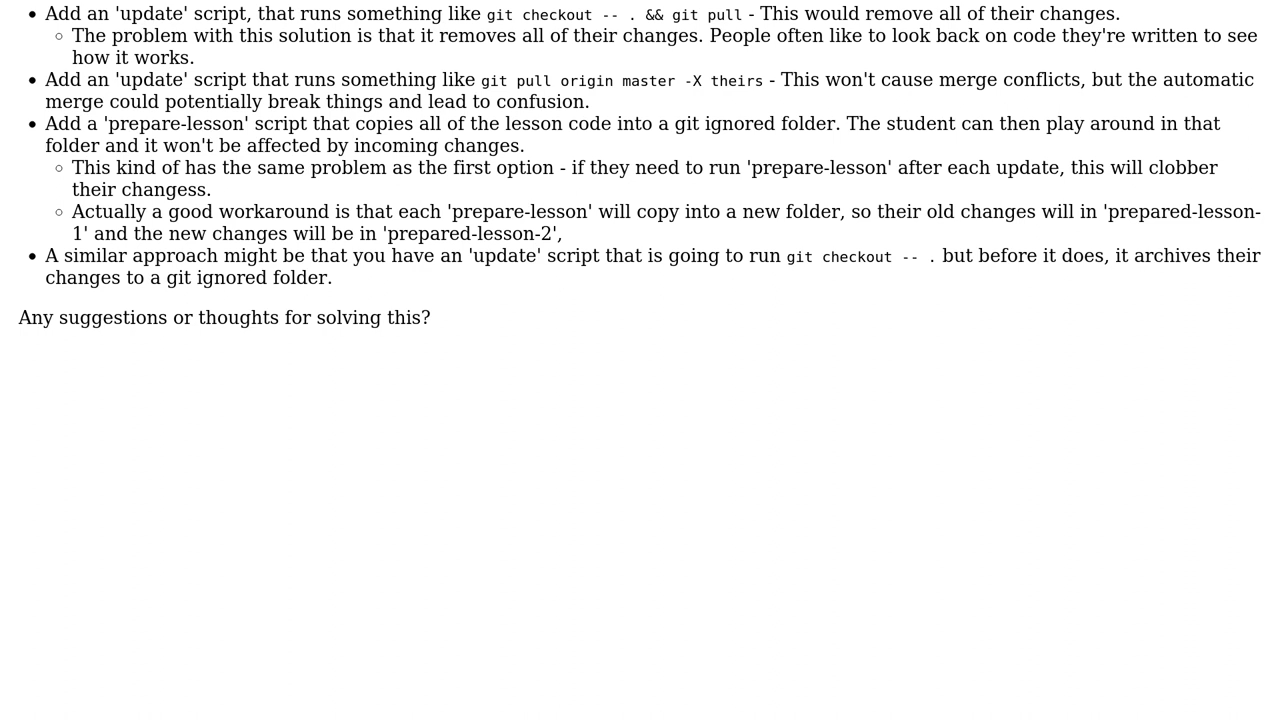 Add an 'update' script, that runs something like git checkout -- . && git pull - This would remove all of their changes.
The problem with this solution is that it removes all of their changes. People often like to look back on code they're written to see
how it works.
Add an 'update' script that runs something like git pull origin master -X theirs - This won't cause merge conflicts, but the automatic
merge could potentially break things and lead to confusion.
Add a 'prepare-lesson' script that copies all of the lesson code into a git ignored folder. The student can then play around in that
folder and it won't be affected by incoming changes.
This kind of has the same problem as the first option - if they need to run 'prepare-lesson' after each update, this will clobber
their changess.
Actually a good workaround is that each 'prepare-lesson' will copy into a new folder, so their old changes will in 'prepared-lesson-
1' and the new changes will be in 'prepared-lesson-2',
A similar approach might be that you have an 'update' script that is going to run git checkout -- . but before it does, it archives their
changes to a git ignored folder.
Any suggestions or thoughts for solving this?